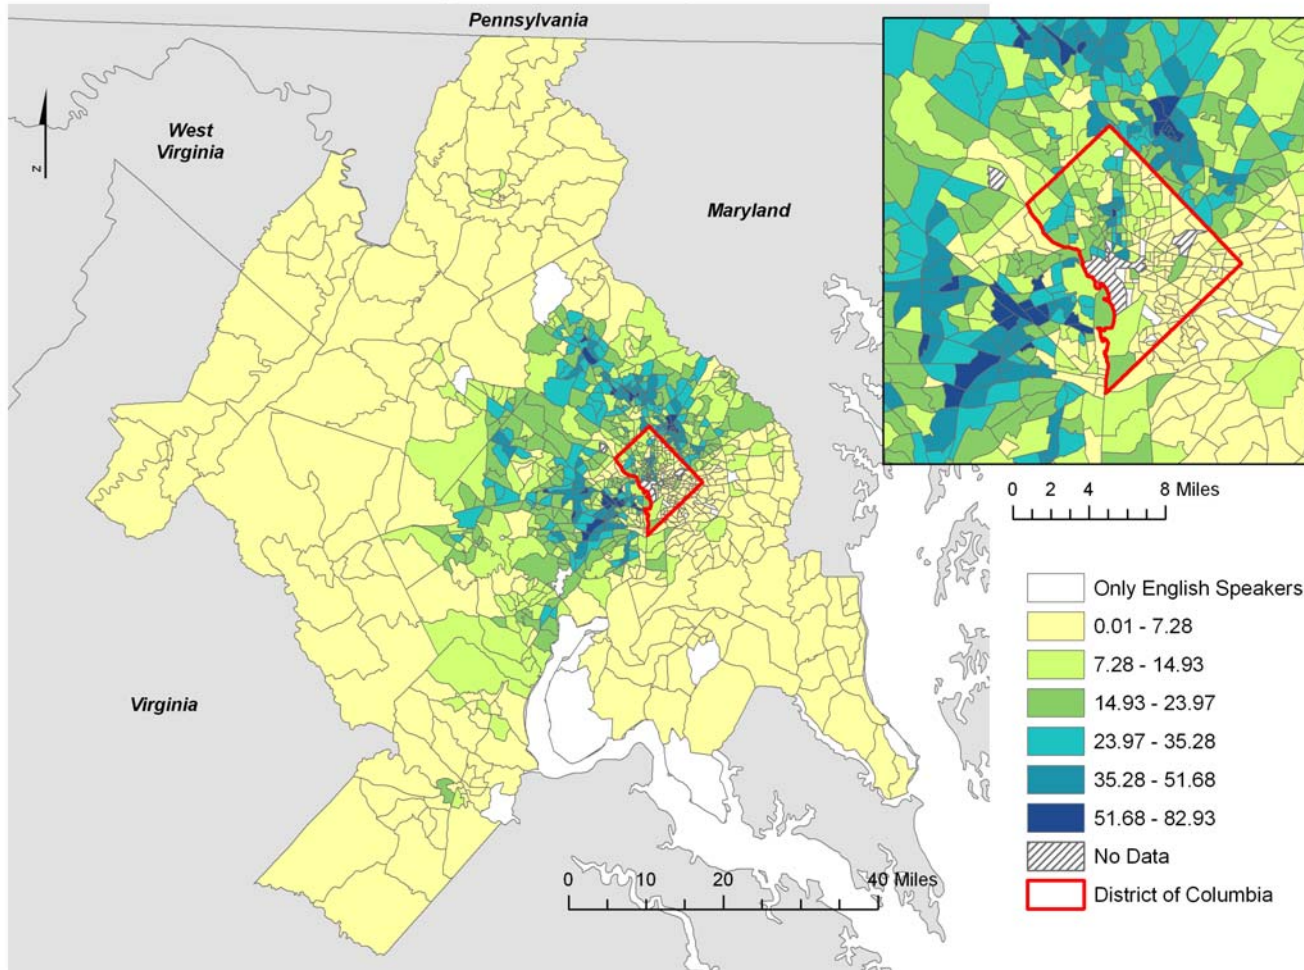 Pennsylvania
West
Virginia
z
Maryland
Virginia
0 10 20 40 Miles
0 2 4 8 Miles
Only English Speakers
0.01 - 7.28
7.28 - 14.93
14.93 - 23.97
23.97 - 35.28
35.28 - 51.68
51.68 - 82.93
No Data
District of Columbia